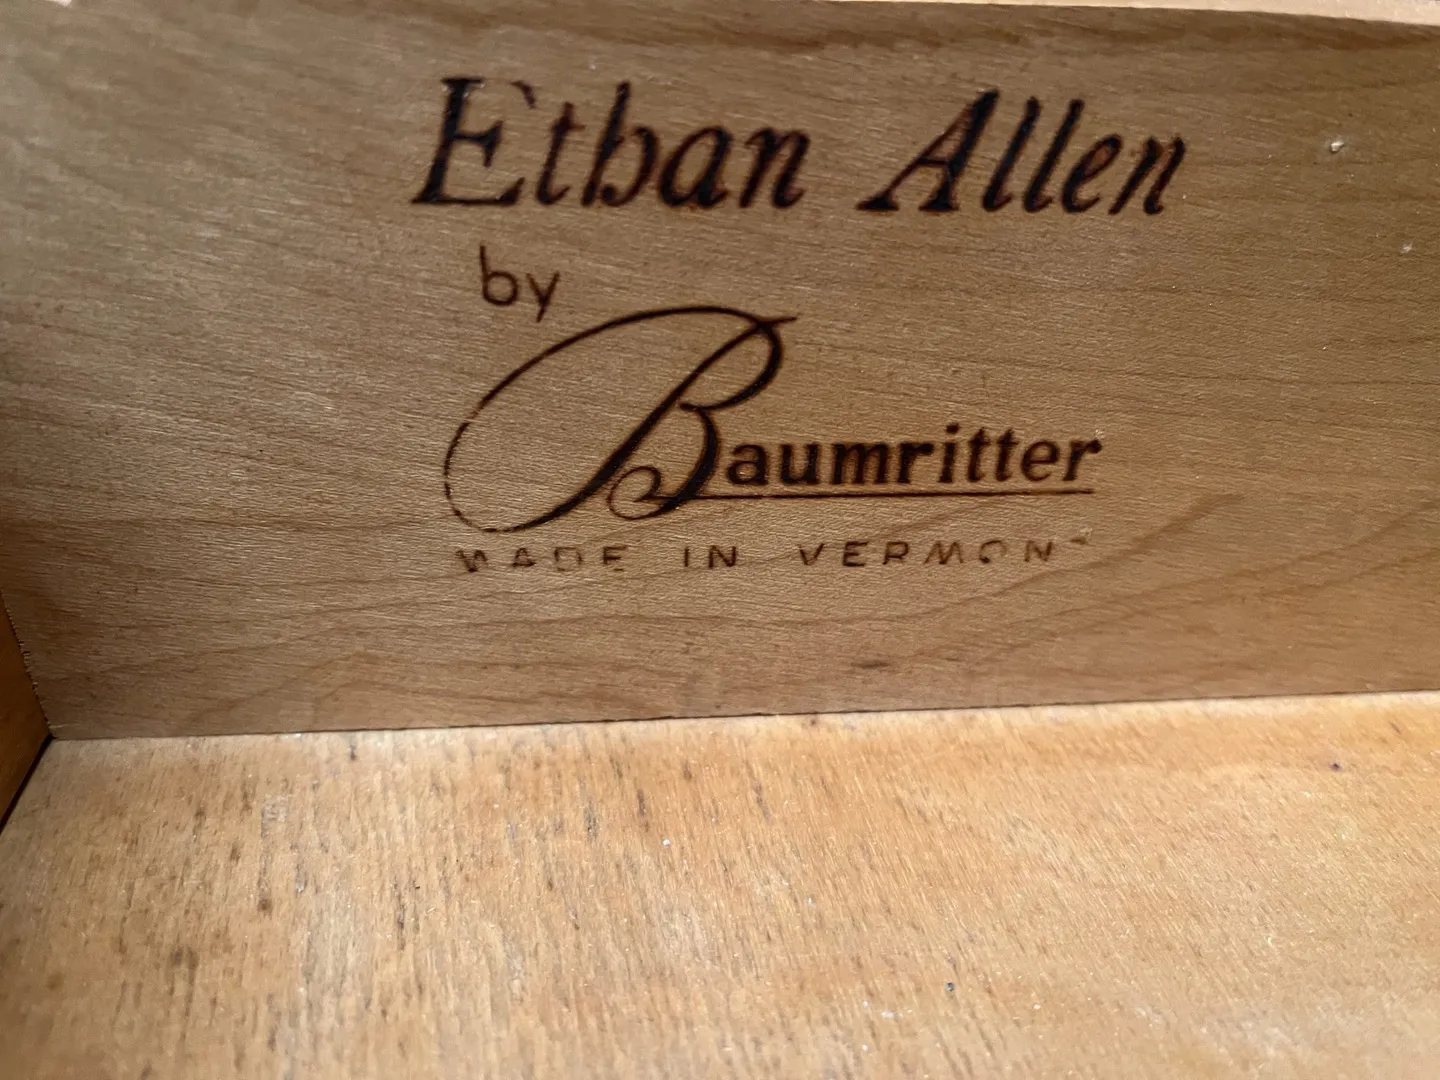 Ethan Allen
by
Baumritter
MADE IN VERMONT